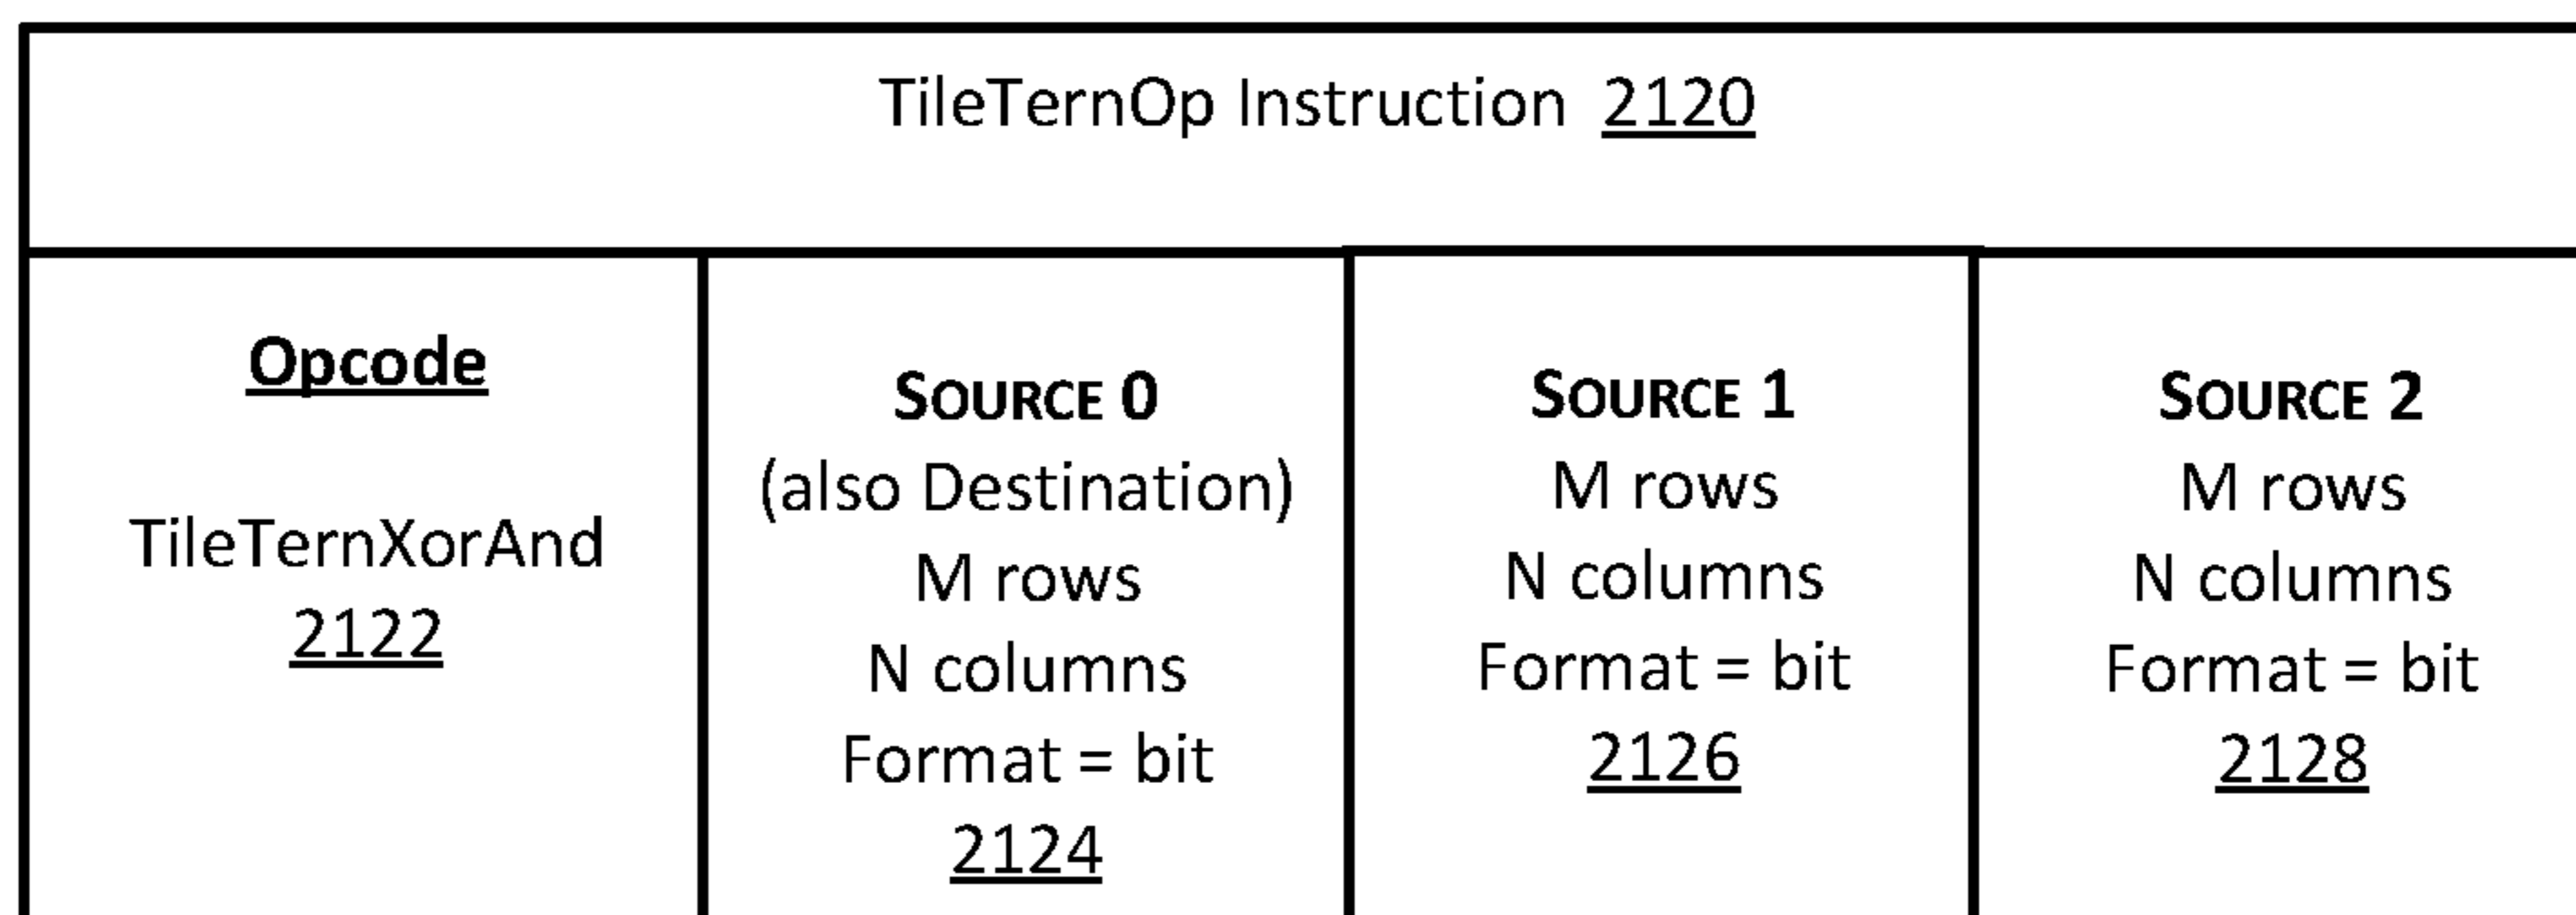 TileTernOp Instruction 2120
Opcode
TileTernXorAnd
2122
SOURCE 0
(also Destination)
M rows
N columns
Format = bit
2124
SOURCE 1
M rows
N columns
Format = bit
2126
SOURCE 2
M rows
N columns
Format = bit
2128